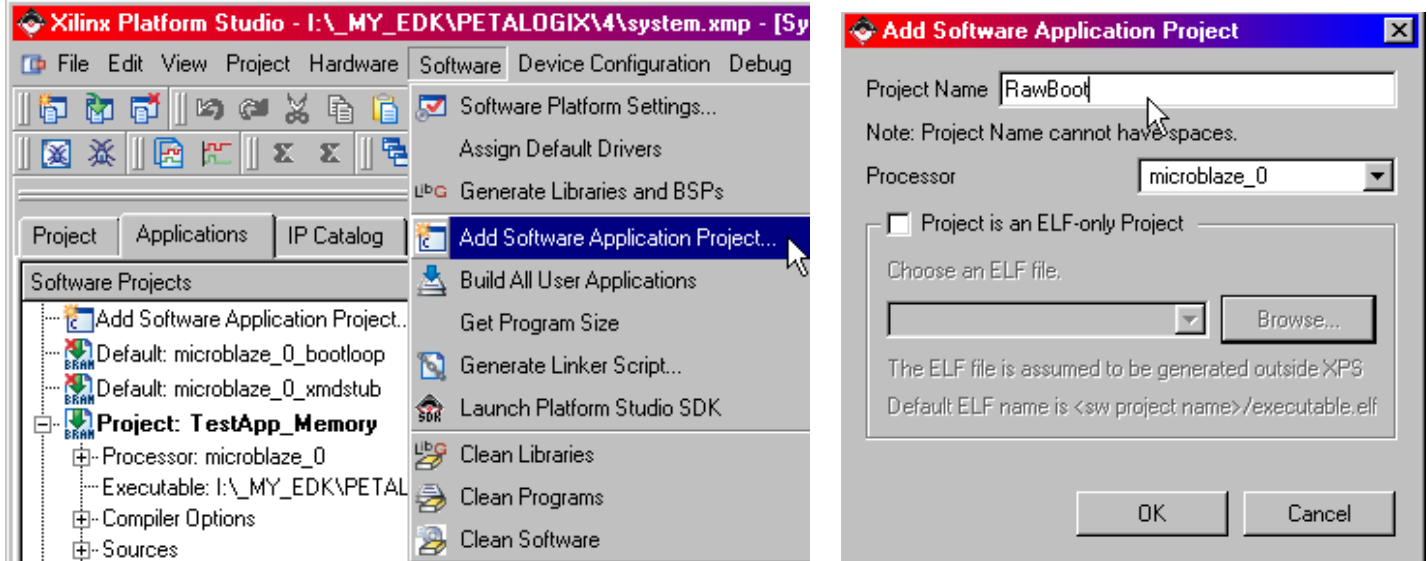 Xilinx Platform Studio - I:\_MY_EDK\PETALOGIX\4\system.xmp - [Sy
File Edit View Project Hardware Software Device Configuration Debug
Software Platform Settings...
Assign Default Drivers
LibG Generate Libraries and BSPs
Project Applications IP Catalog
Add Software Application Project...
Software Projects
Build All User Applications
Add Software Application Project..
Get Program Size
BRAM Default: microblaze_0_bootloop
Generate Linker Script...
BRAM Default: microblaze_0_xmdstub
SDK Launch Platform Studio SDK
BRAM Project: TestApp_Memory
Processor: microblaze_0
LibG Clean Libraries
Executable: I:\_MY_EDK\PETAL
Clean Programs
Compiler Options
Clean Software
Sources
Add Software Application Project
Project Name RawBoot
Note: Project Name cannot have spaces.
Processor microblaze_0
Project is an ELF-only Project
Choose an ELF file.
Browse...
The ELF file is assumed to be generated outside XPS
Default ELF name is <sw project name>/executable.elf
OK Cancel